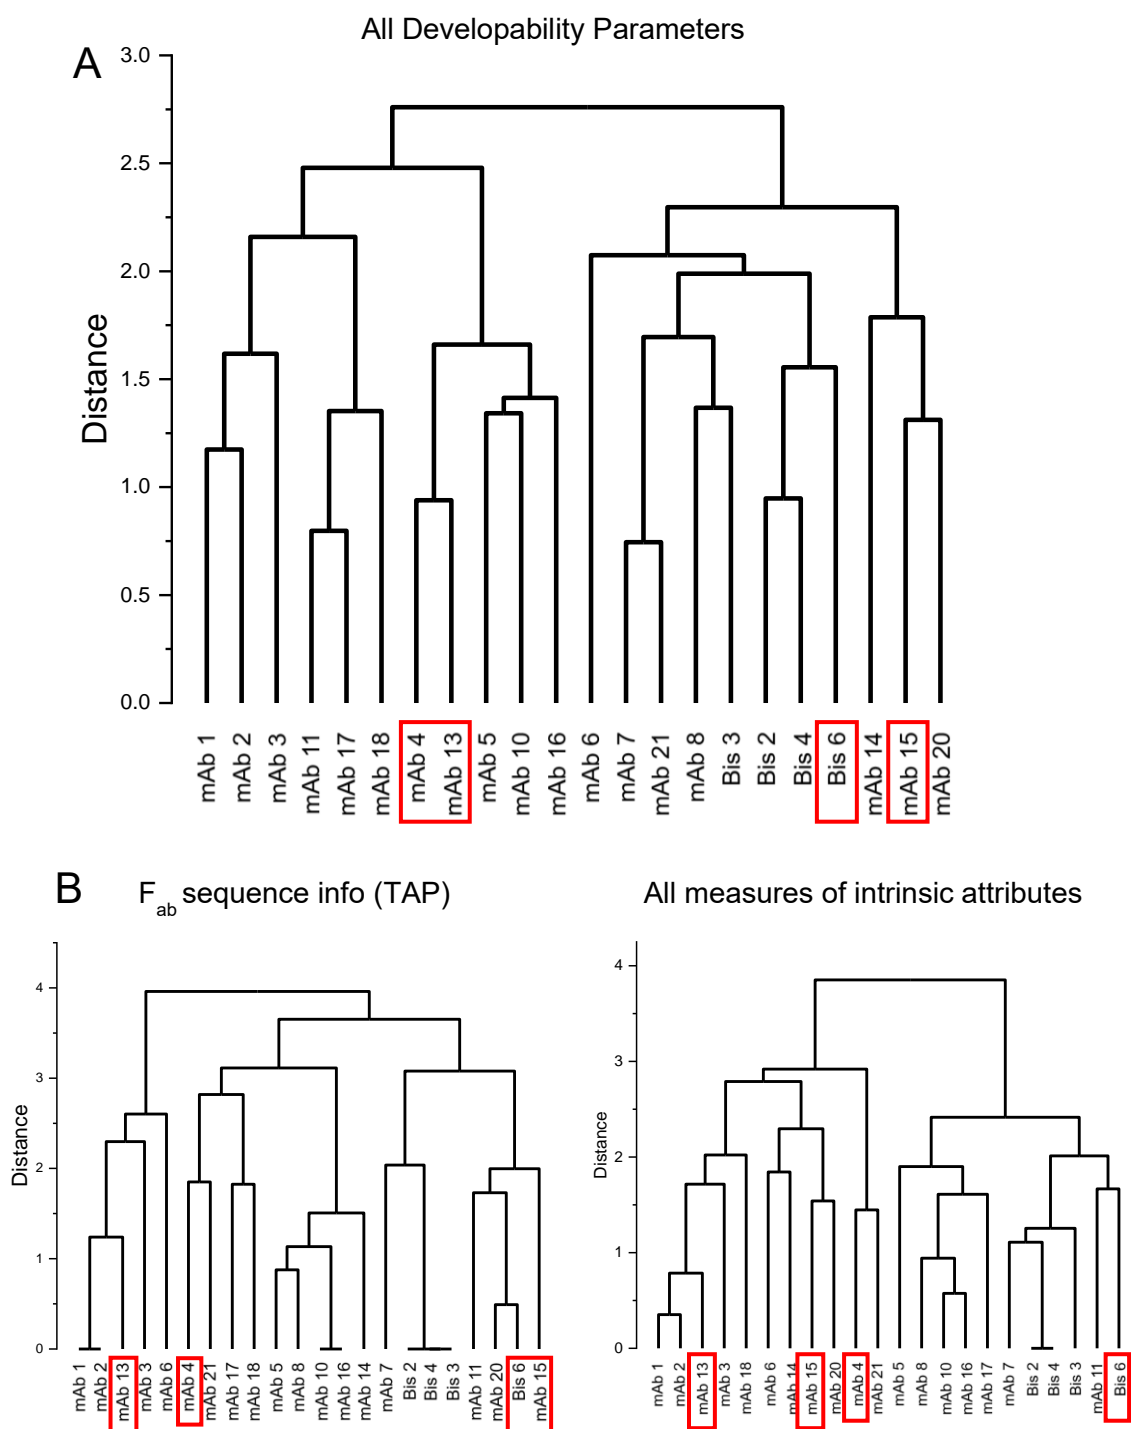 All Developability Parameters
A
3.0
2.5
2.0
1.5
1.0
0.5
0.0
Distance
mAb 1
mAb 2
mAb 3
mAb 11
mAb 17
mAb 18
mAb 4
mAb 13
mAb 5
mAb 10
mAb 16
mAb 6
mAb 7
mAb 21
mAb 8
Bis 3
Bis 2
Bis 4
Bis 6
mAb 14
mAb 15
mAb 20
B
Fab sequence info (TAP)
4
3
2
1
0
Distance
mAb 1
mAb 2
mAb 13
mAb 3
mAb 6
mAb 4
mAb 21
mAb 17
mAb 18
mAb 5
mAb 8
mAb 10
mAb 16
mAb 14
mAb 7
Bis 2
Bis 4
Bis 3
mAb 11
mAb 20
Bis 6
mAb 15
All measures of intrinsic attributes
4
3
2
1
0
Distance
mAb 1
mAb 2
mAb 13
mAb 3
mAb 18
mAb 6
mAb 14
mAb 15
mAb 20
mAb 4
mAb 21
mAb 5
mAb 8
mAb 10
mAb 16
mAb 17
mAb 7
Bis 2
Bis 4
Bis 3
mAb 11
Bis 6